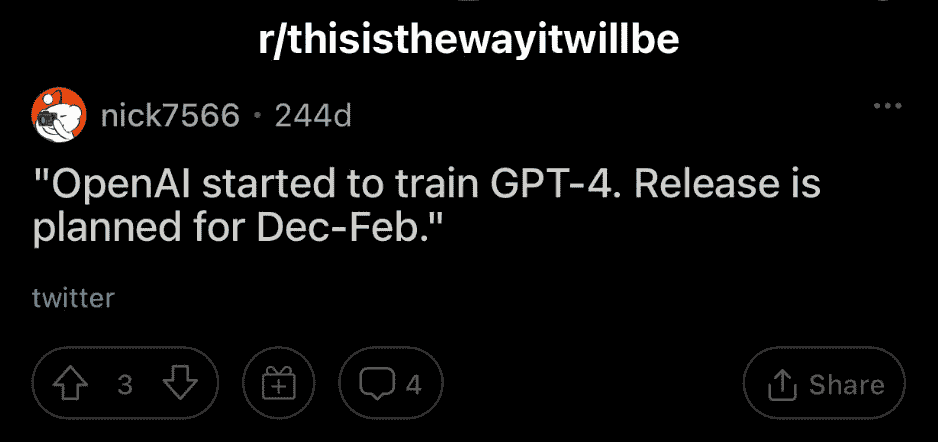 r/thisisthewayitwillbe
nick7566 · 244d
"OpenAI started to train GPT-4. Release is
planned for Dec-Feb."
twitter
3
4
Share